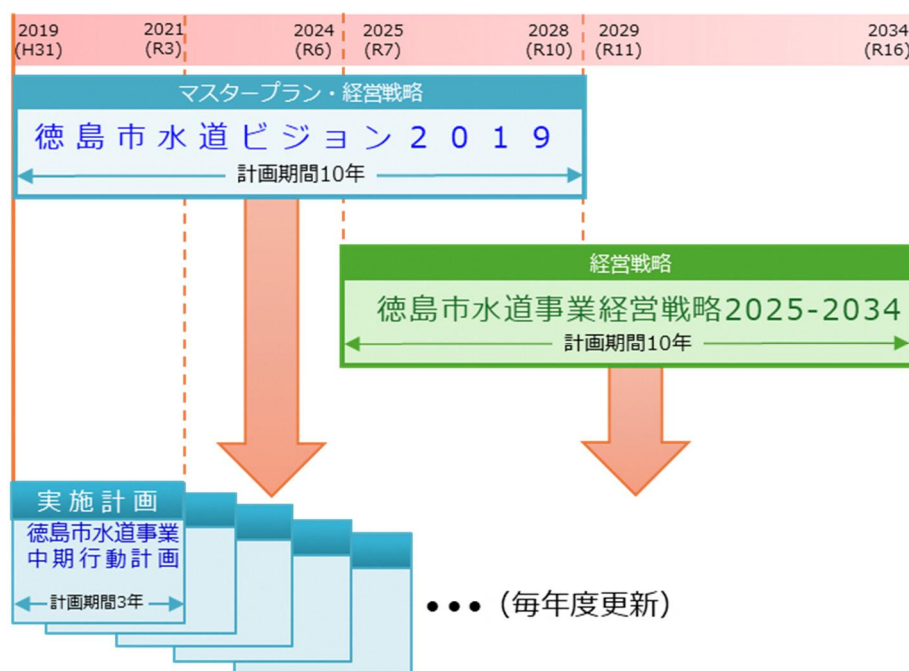 2019 2021 2024 2025 2028 2029 2034
(H31) (R3) (R6) (R7) (R10) (R11) (R16)
マスタープラン・経営戦略
徳島市水道ビジョン２０１９
計画期間10年
経営戦略
徳島市水道事業経営戦略2025-2034
計画期間10年
実施計画
徳島市水道事業
中期行動計画
計画期間3年
•••（毎年度更新）